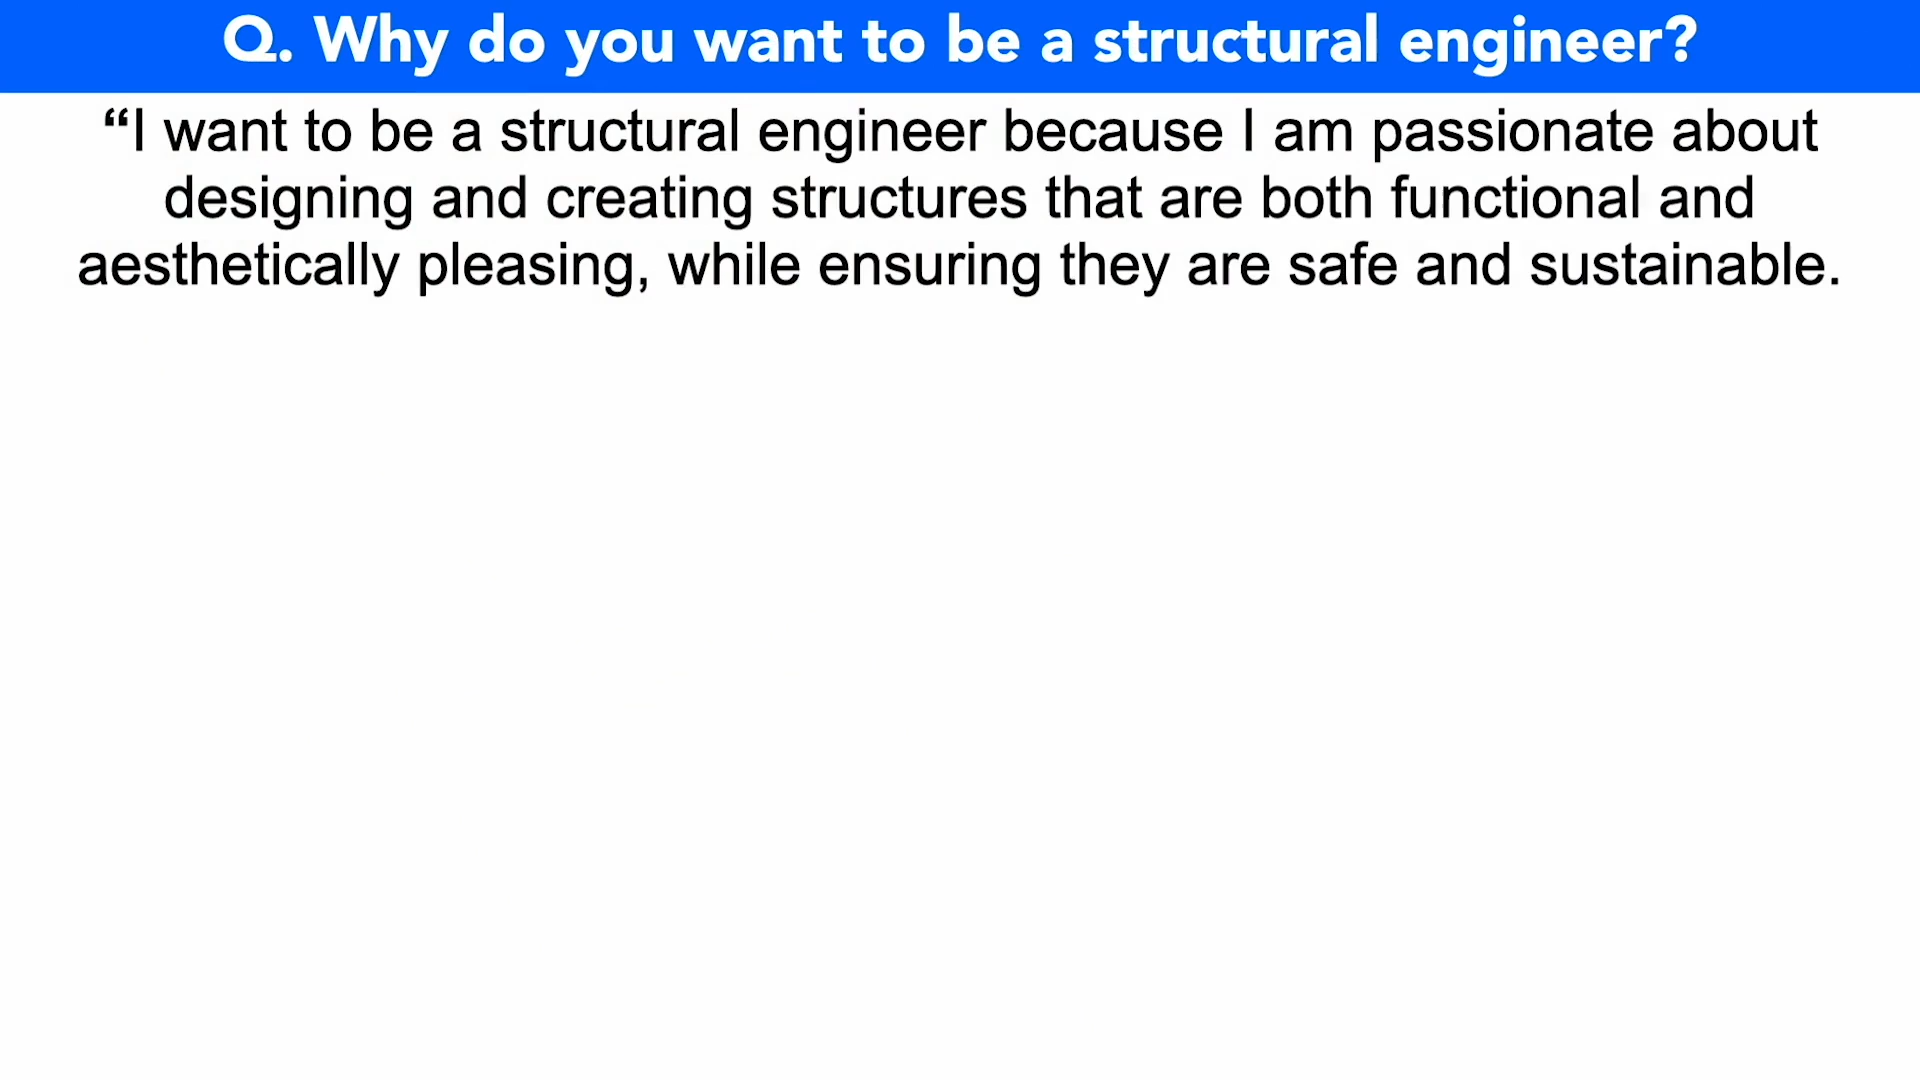 Q. Why do you want to be a structural engineer?
“I want to be a structural engineer because I am passionate about
designing and creating structures that are both functional and
aesthetically pleasing, while ensuring they are safe and sustainable.